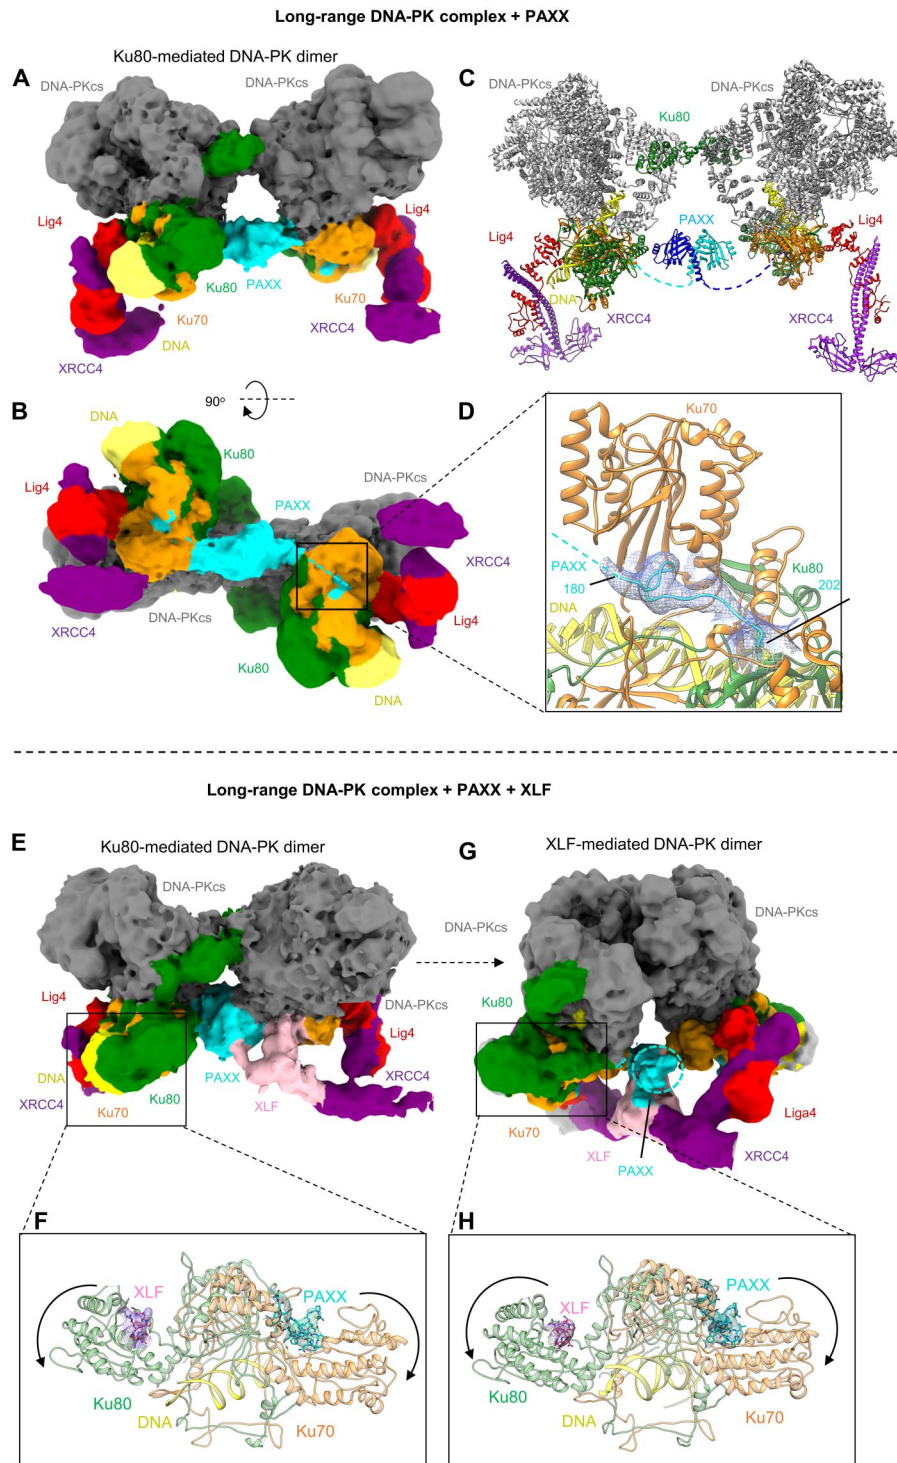 Long-range DNA-PK complex + PAXX
Ku80-mediated DNA-PK dimer
A
DNA-PKcs
DNA-PKcs
Lig4
Lig4
Ku80
PAXX
Ku70
Ku70
DNA
XRCC4
XRCC4
C
DNA-PKcs
DNA-PKcs
Ku80
PAXX
Lig4
Lig4
DNA
XRCC4
XRCC4
B
90°
DNA
Ku80
Lig4
DNA-PKcs
PAXX
XRCC4
XRCC4
DNA-PKcs
Lig4
Ku80
DNA
D
Ku70
PAXX
180
Ku80
202
DNA
Long-range DNA-PK complex + PAXX + XLF
E
Ku80-mediated DNA-PK dimer
DNA-PKcs
Lig4
DNA-PKcs
Lig4
DNA
XRCC4
Ku70
Ku80
PAXX
XLF
XRCC4
G
XLF-mediated DNA-PK dimer
DNA-PKcs
DNA-PKcs
Ku80
Ku70
XLF
PAXX
Liga4
XRCC4
F
XLF
PAXX
Ku80
DNA
Ku70
H
XLF
PAXX
Ku80
DNA
Ku70